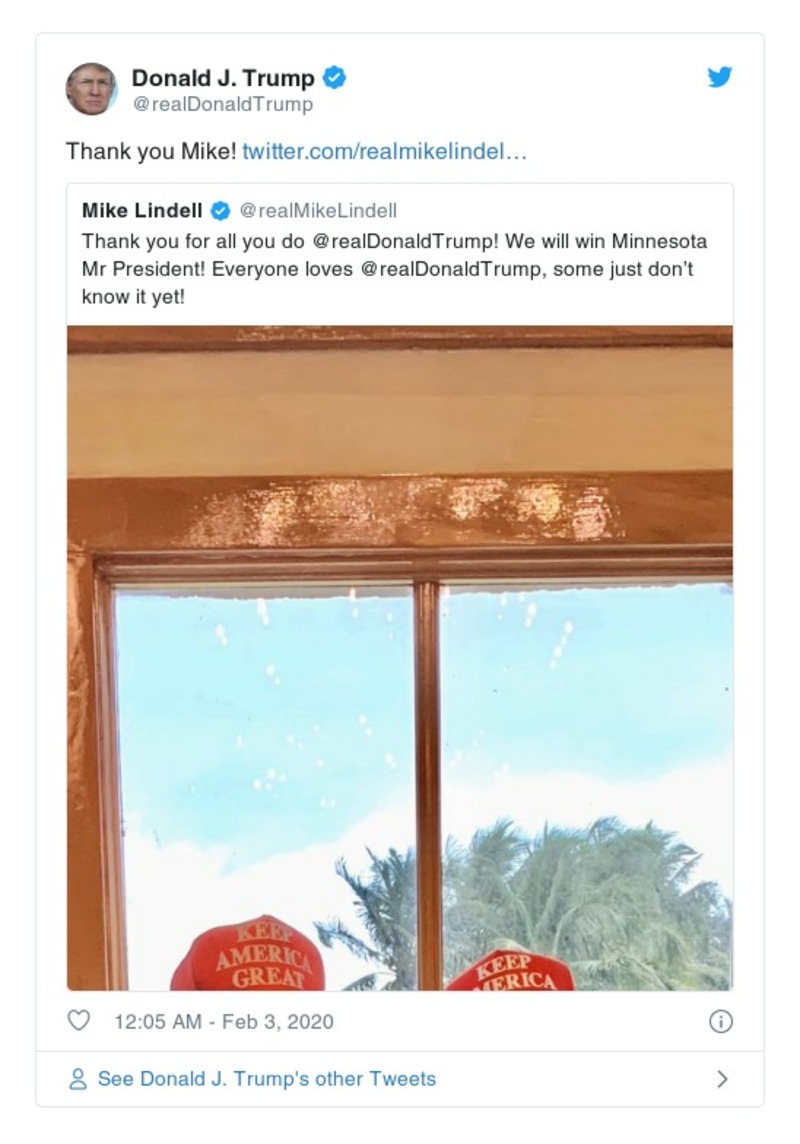 Donald J. Trump
@realDonaldTrump
Thank you Mike! twitter.com/realmikelindel…
Mike Lindell @realMikeLindell
Thank you for all you do @realDonaldTrump! We will win Minnesota
Mr President! Everyone loves @realDonaldTrump, some just don’t
know it yet!
KEEP
AMERICA
GREAT
KEEP
AMERICA
12:05 AM - Feb 3, 2020
See Donald J. Trump's other Tweets